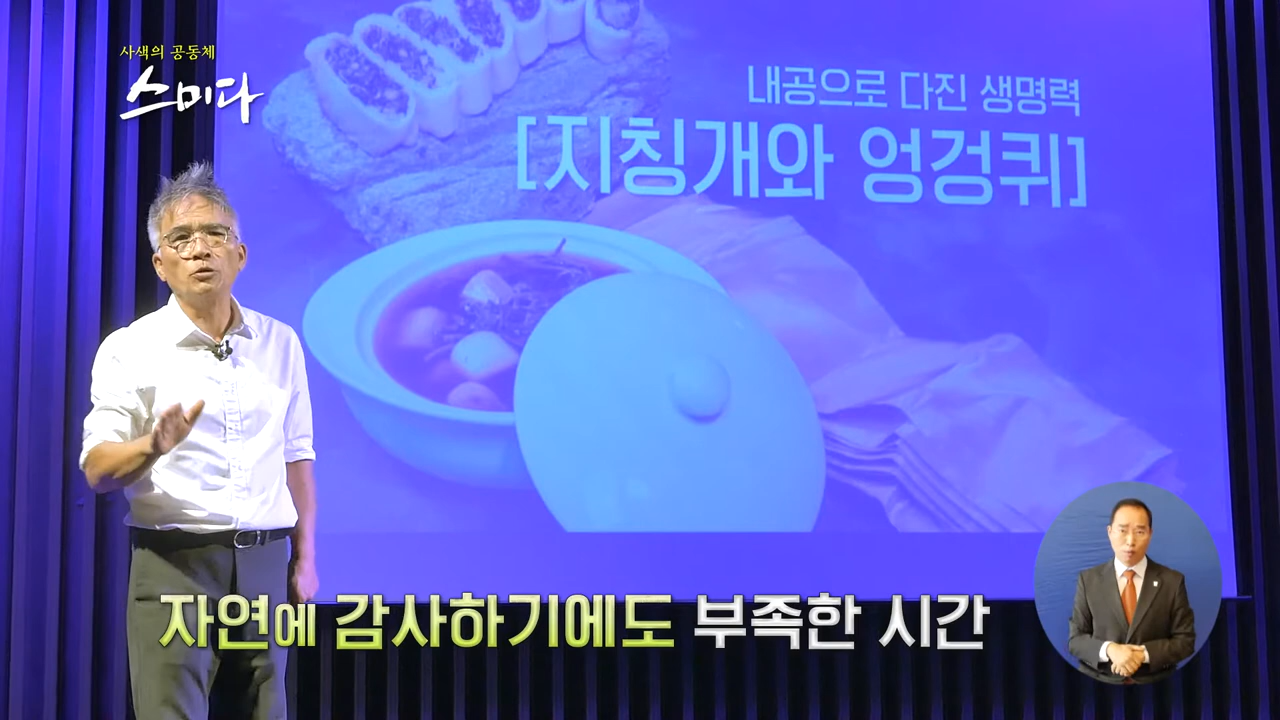 사색의 공동체
스미다
내공으로 다진 생명력
[지칭개와 엉겅퀴]
자연에 감사하기에도 부족한 시간